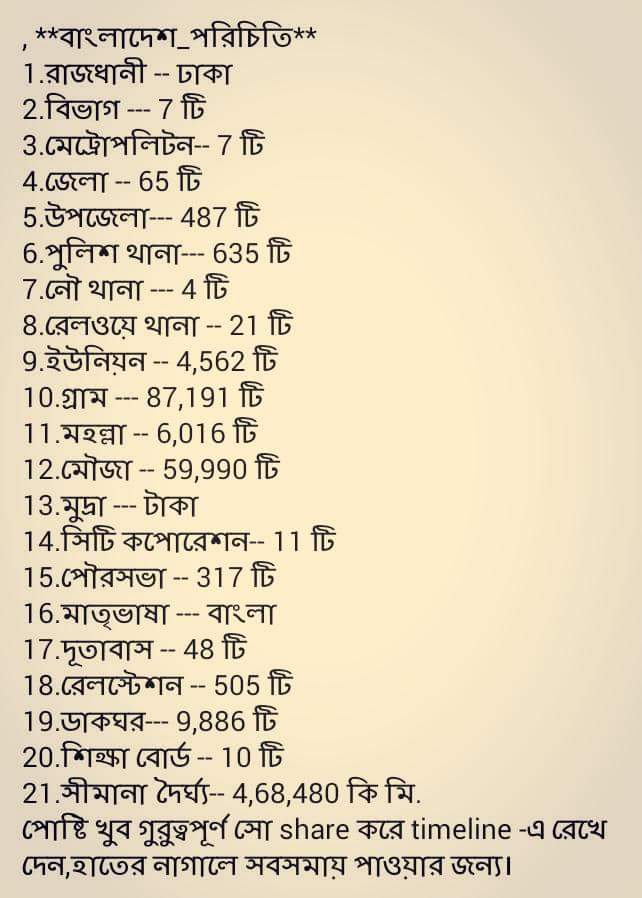 , **বাংলাদেশ_পরিচিতি**
1.রাজধানী -- ঢাকা
2.বিভাগ --- 7 টি
3.মেট্রোপলিটন-- 7 টি
4.জেলা -- 65 টি
5.উপজেলা--- 487 টি
6.পুলিশ থানা--- 635 টি
7.নৌ থানা --- 4 টি
8.রেলওয়ে থানা -- 21 টি
9.ইউনিয়ন -- 4,562 টি
10.গ্রাম --- 87,191 টি
11.মহল্লা -- 6,016 টি
12.মৌজা -- 59,990 টি
13.মুদ্রা --- টাকা
14.সিটি কপোরেশন-- 11 টি
15.পৌরসভা -- 317 টি
16.মাতৃভাষা --- বাংলা
17.দূতাবাস -- 48 টি
18.রেলস্টেশন -- 505 টি
19.ডাকঘর--- 9,886 টি
20.শিক্ষা বোর্ড -- 10 টি
21.সীমানা দৈর্ঘ্য-- 4,68,480 কি মি.
পোষ্টি খুব গুরুত্বপূর্ণ সো share করে timeline -এ রেখে
দেন,হাতের নাগালে সবসমায় পাওয়ার জন্য।